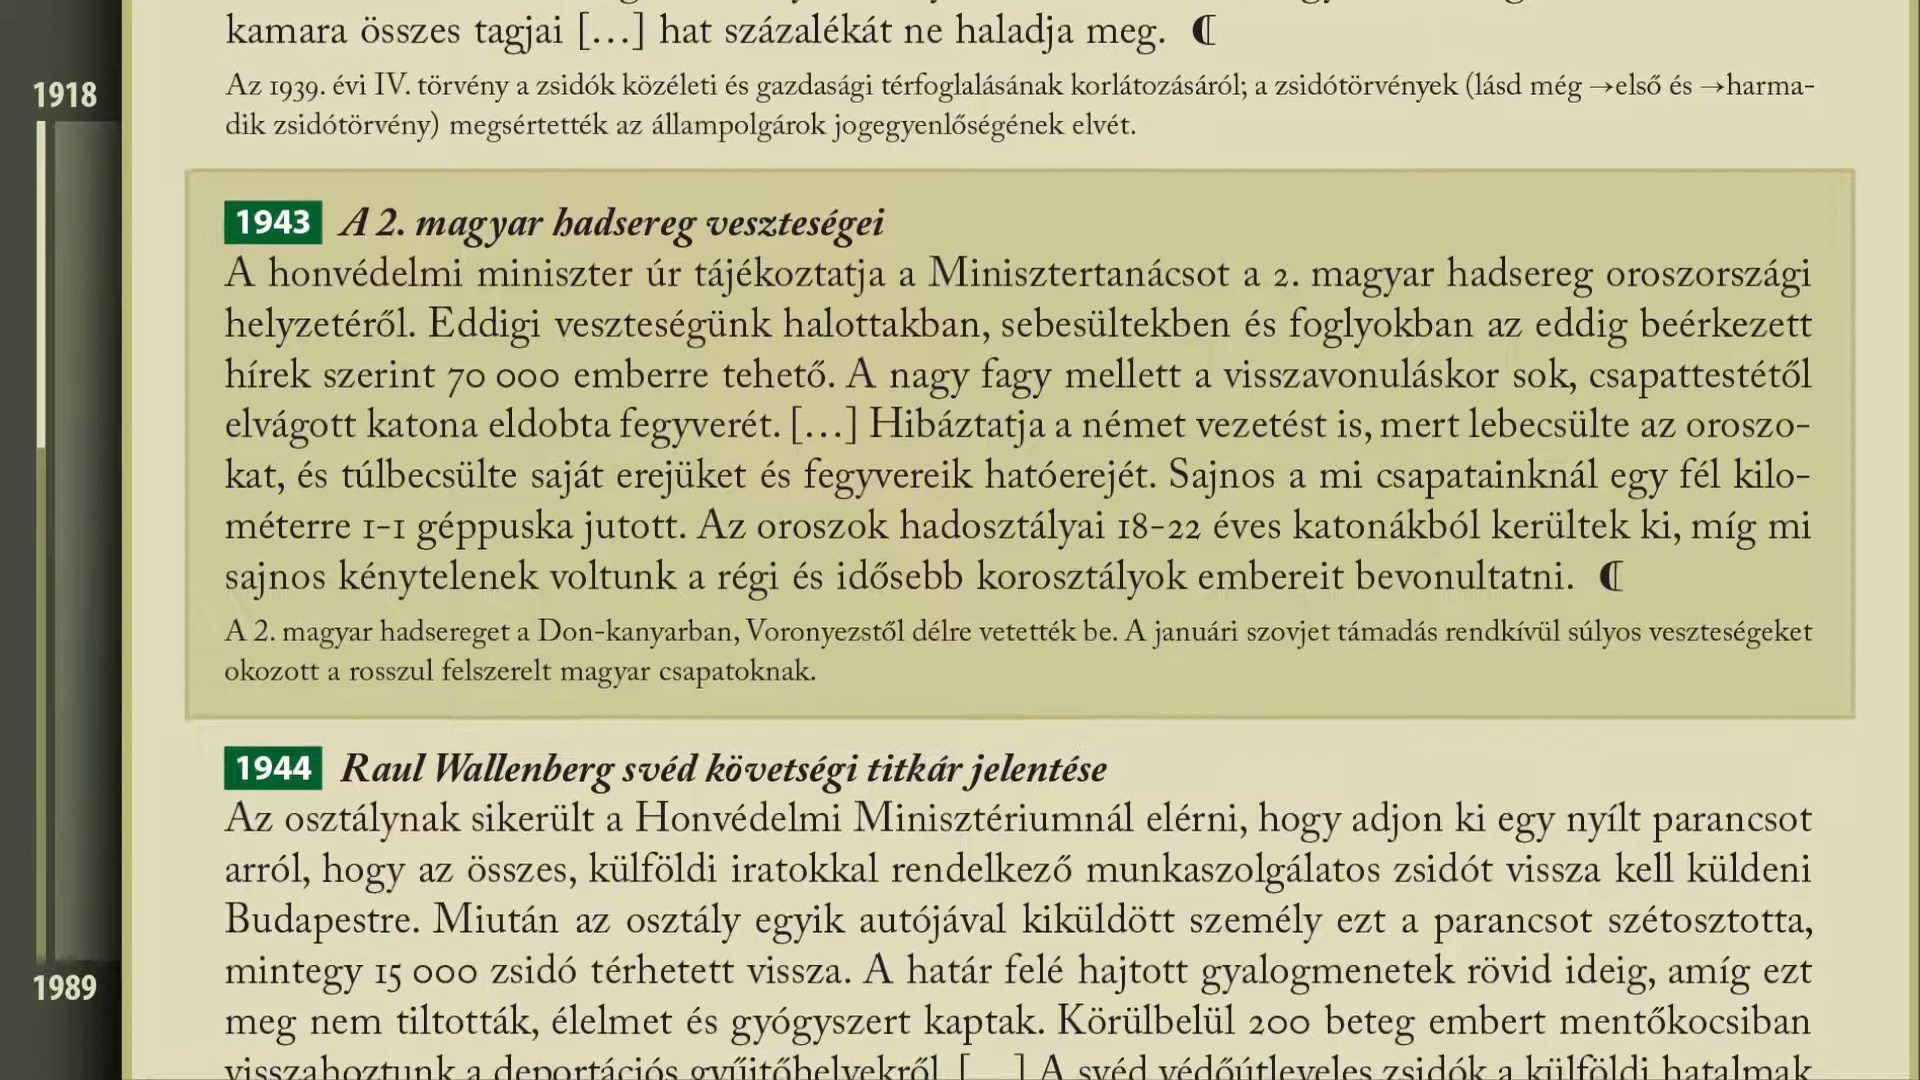 kamara összes tagjai […] hat százalékát ne haladja meg. ¶
Az 1939. évi IV. törvény a zsidók közéleti és gazdasági térfoglalásának korlátozásáról; a zsidótörvények (lásd még →első és →harma-
dik zsidótörvény) megsértették az állampolgárok jogegyenlőségének elvét.
1918
1943 A 2. magyar hadsereg veszteségei
A honvédelmi miniszter úr tájékoztatja a Minisztertanácsot a 2. magyar hadsereg oroszországi
helyzetéről. Eddigi veszteségünk halottakban, sebesültekben és foglyokban az eddig beérkezett
hírek szerint 70 000 emberre tehető. A nagy fagy mellett a visszavonuláskor sok, csapattestétől
elvágott katona eldobta fegyverét. […] Hibáztatja a német vezetést is, mert lebecsülte az oroszo-
kat, és túlbecsülte saját erejüket és fegyvereik hatóerejét. Sajnos a mi csapatainknál egy fél kilo-
méterre 1-1 géppuska jutott. Az oroszok hadosztályai 18-22 éves katonákból kerültek ki, míg mi
sajnos kénytelenek voltunk a régi és idősebb korosztályok embereit bevonultatni. ¶
A 2. magyar hadsereget a Don-kanyarban, Voronyezstől délre vetették be. A januári szovjet támadás rendkívül súlyos veszteségeket
okozott a rosszul felszerelt magyar csapatoknak.
1944 Raul Wallenberg svéd követségi titkár jelentése
Az osztálynak sikerült a Honvédelmi Minisztériumnál elérni, hogy adjon ki egy nyílt parancsot
arról, hogy az összes, külföldi iratokkal rendelkező munkaszolgálatos zsidót vissza kell küldeni
Budapestre. Miután az osztály egyik autójával kiküldött személy ezt a parancsot szétosztotta,
mintegy 15 000 zsidó térhetett vissza. A határ felé hajtott gyalogmenetek rövid ideig, amíg ezt
1989
meg nem tiltották, élelmet és gyógyszert kaptak. Körülbelül 200 beteg embert mentőkocsiban
visszahoztunk a deportációs gyűjtőhelyekről. […] A svéd védőútleveles zsidók a külföldi hatalmak